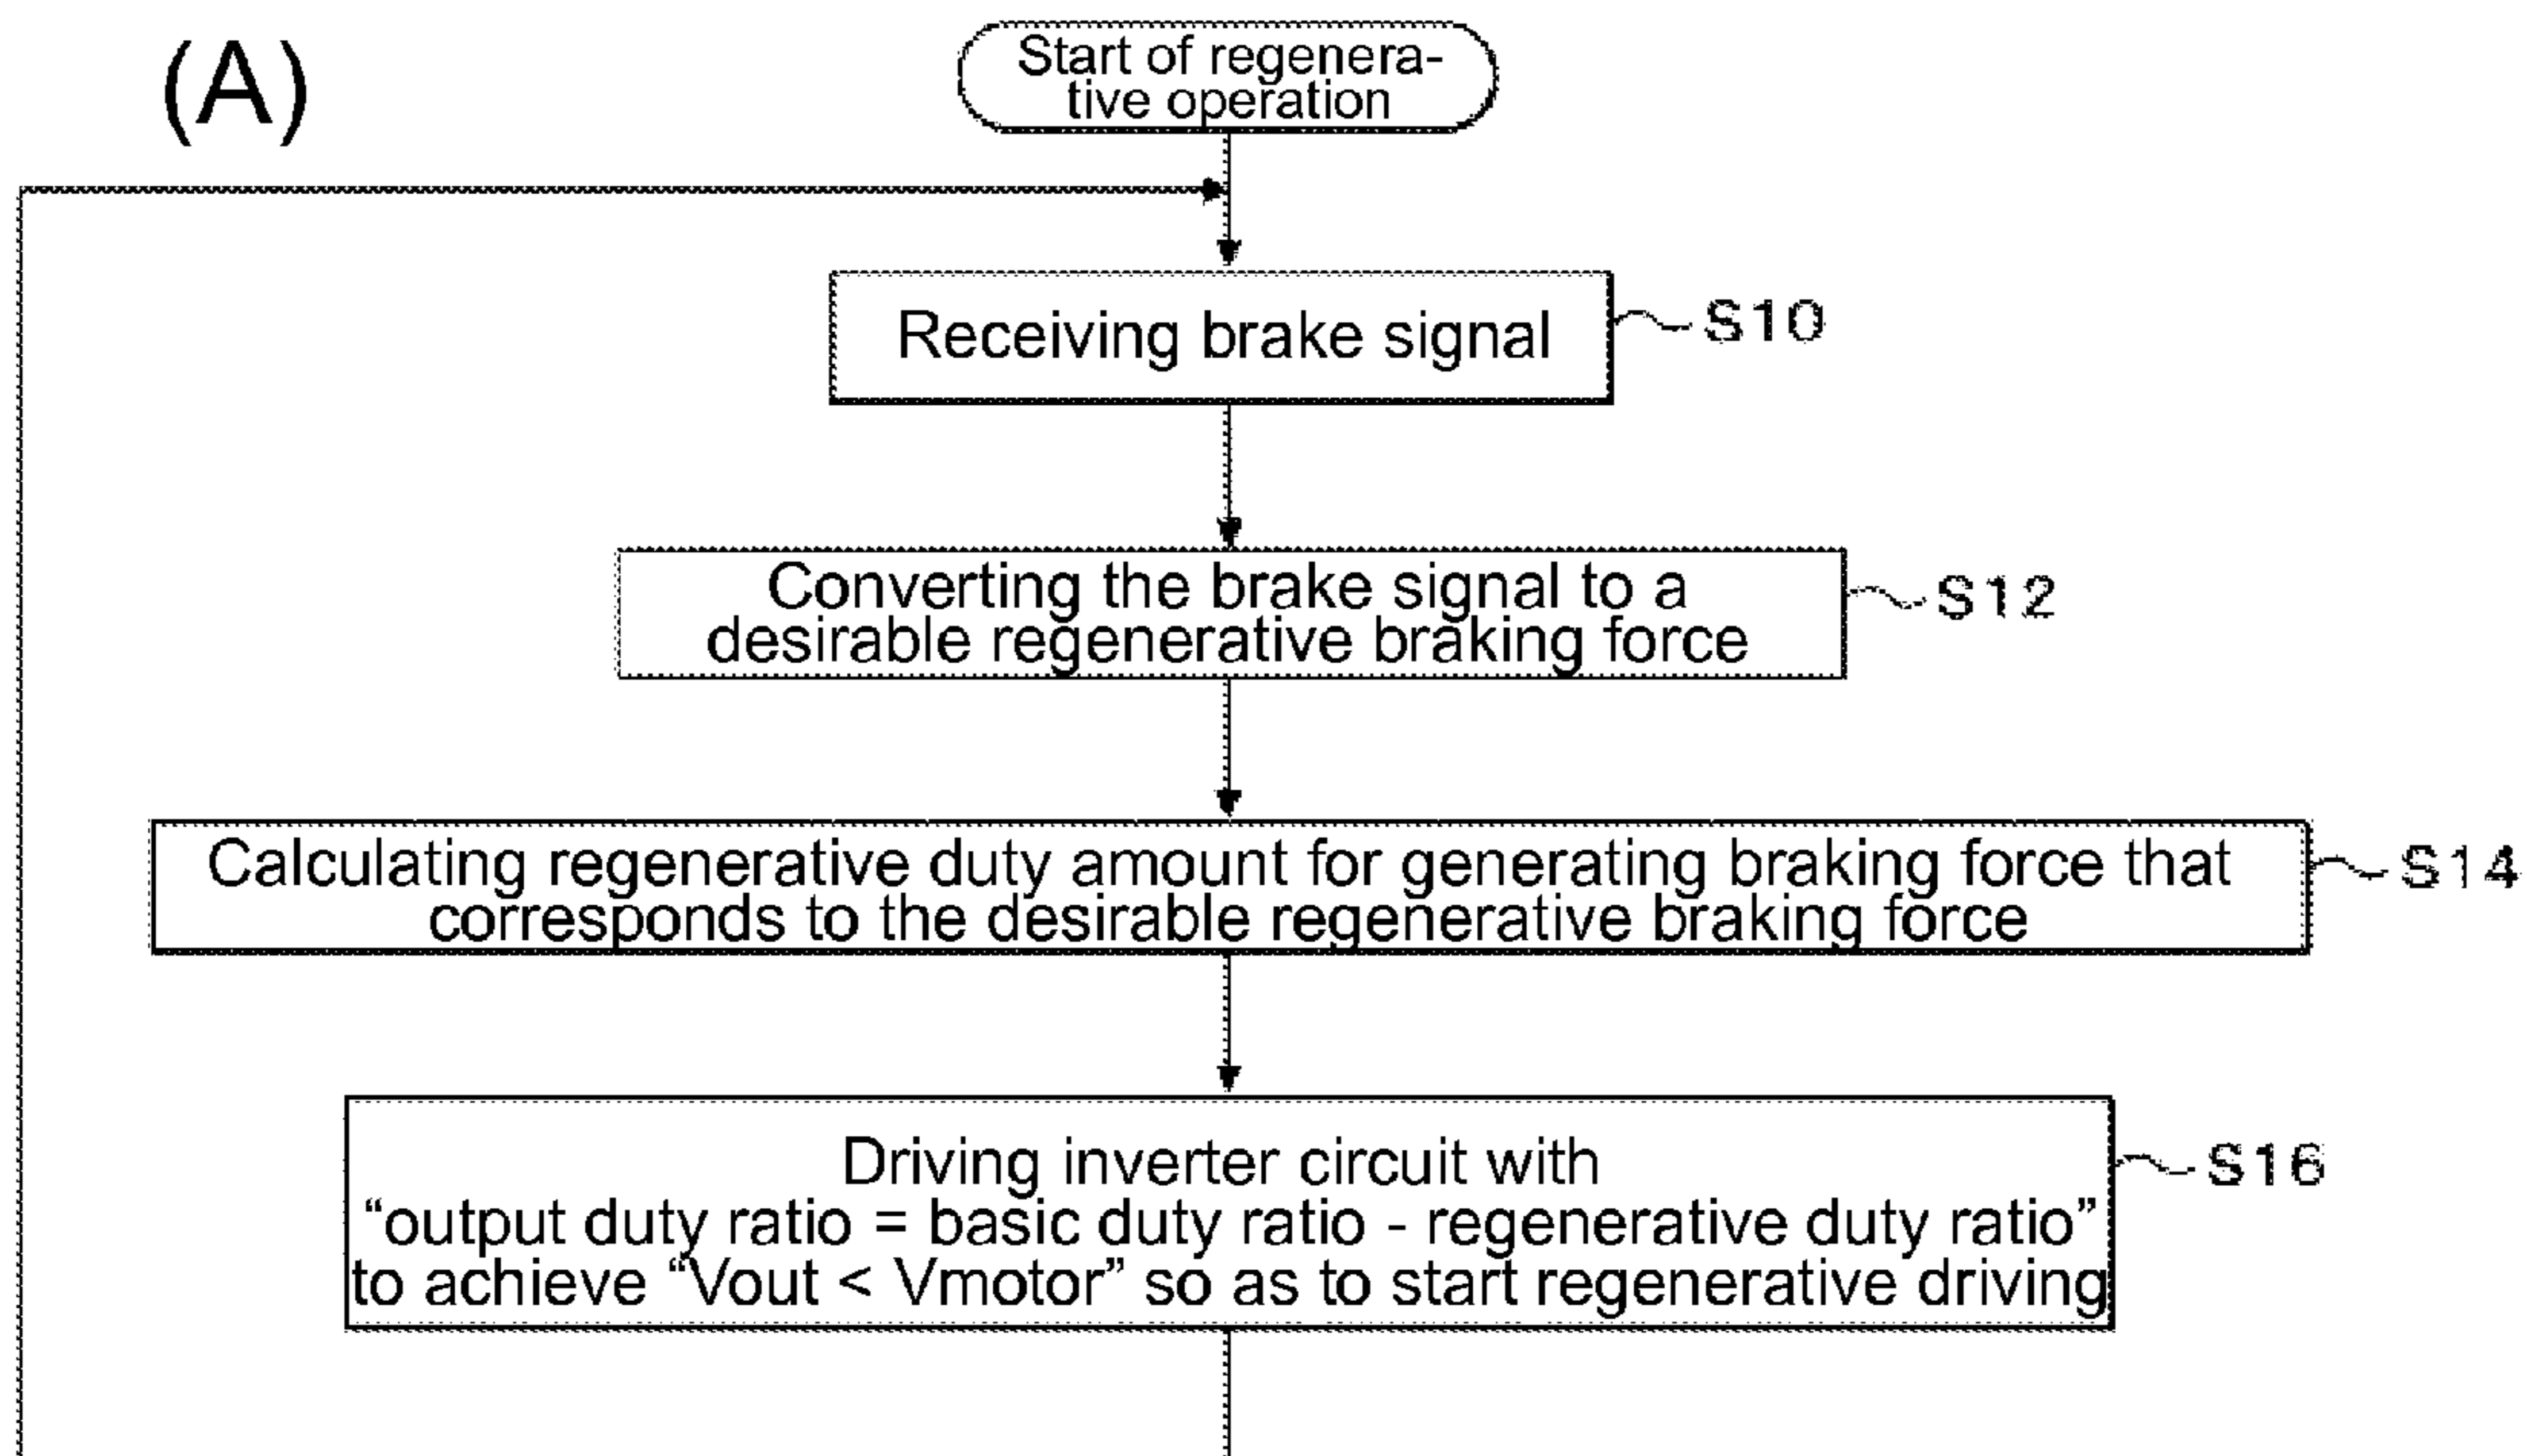 (A)
Start of regenera-
tive operation
Receiving brake signal
S10
Converting the brake signal to a
desirable regenerative braking force
S12
Calculating regenerative duty amount for generating braking force that
corresponds to the desirable regenerative braking force
S14
Driving inverter circuit with
“output duty ratio = basic duty ratio - regenerative duty ratio”
to achieve “Vout < Vmotor” so as to start regenerative driving
S16